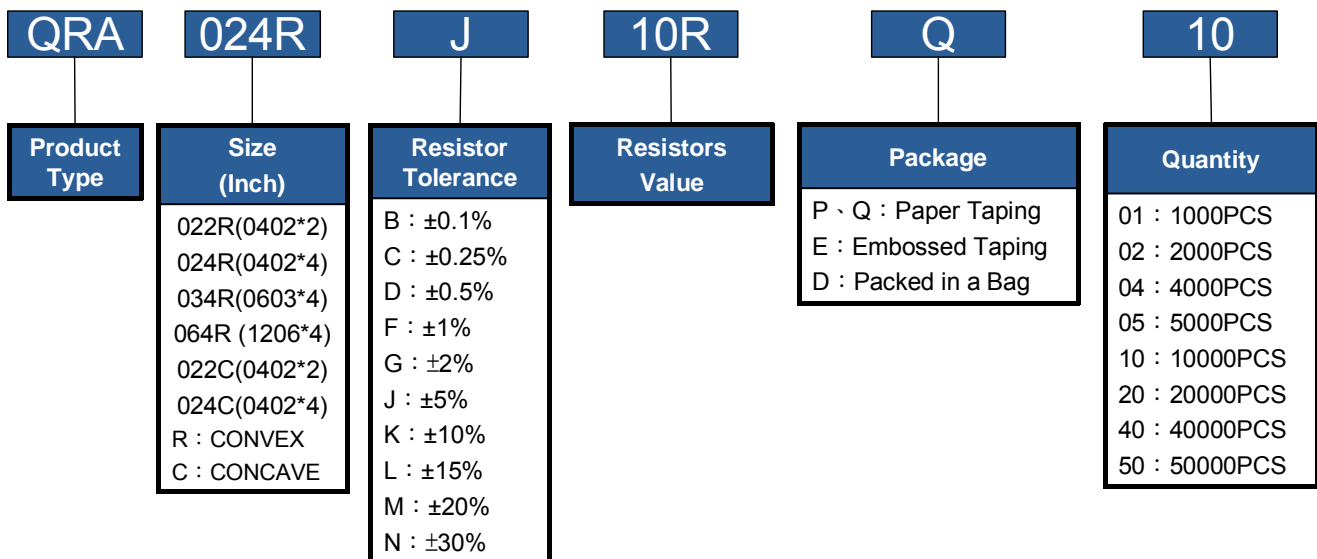 QRA 024R J 10R Q 10
Product
Type
Size
(Inch)
022R(0402*2)
024R(0402*4)
034R(0603*4)
064R (1206*4)
022C(0402*2)
024C(0402*4)
R：CONVEX
C：CONCAVE
Resistor
Tolerance
B：±0.1%
C：±0.25%
D：±0.5%
F：±1%
G：±2%
J：±5%
K：±10%
L：±15%
M：±20%
N：±30%
Resistors
Value
Package
P、Q：Paper Taping
E：Embossed Taping
D：Packed in a Bag
Quantity
01：1000PCS
02：2000PCS
04：4000PCS
05：5000PCS
10：10000PCS
20：20000PCS
40：40000PCS
50：50000PCS